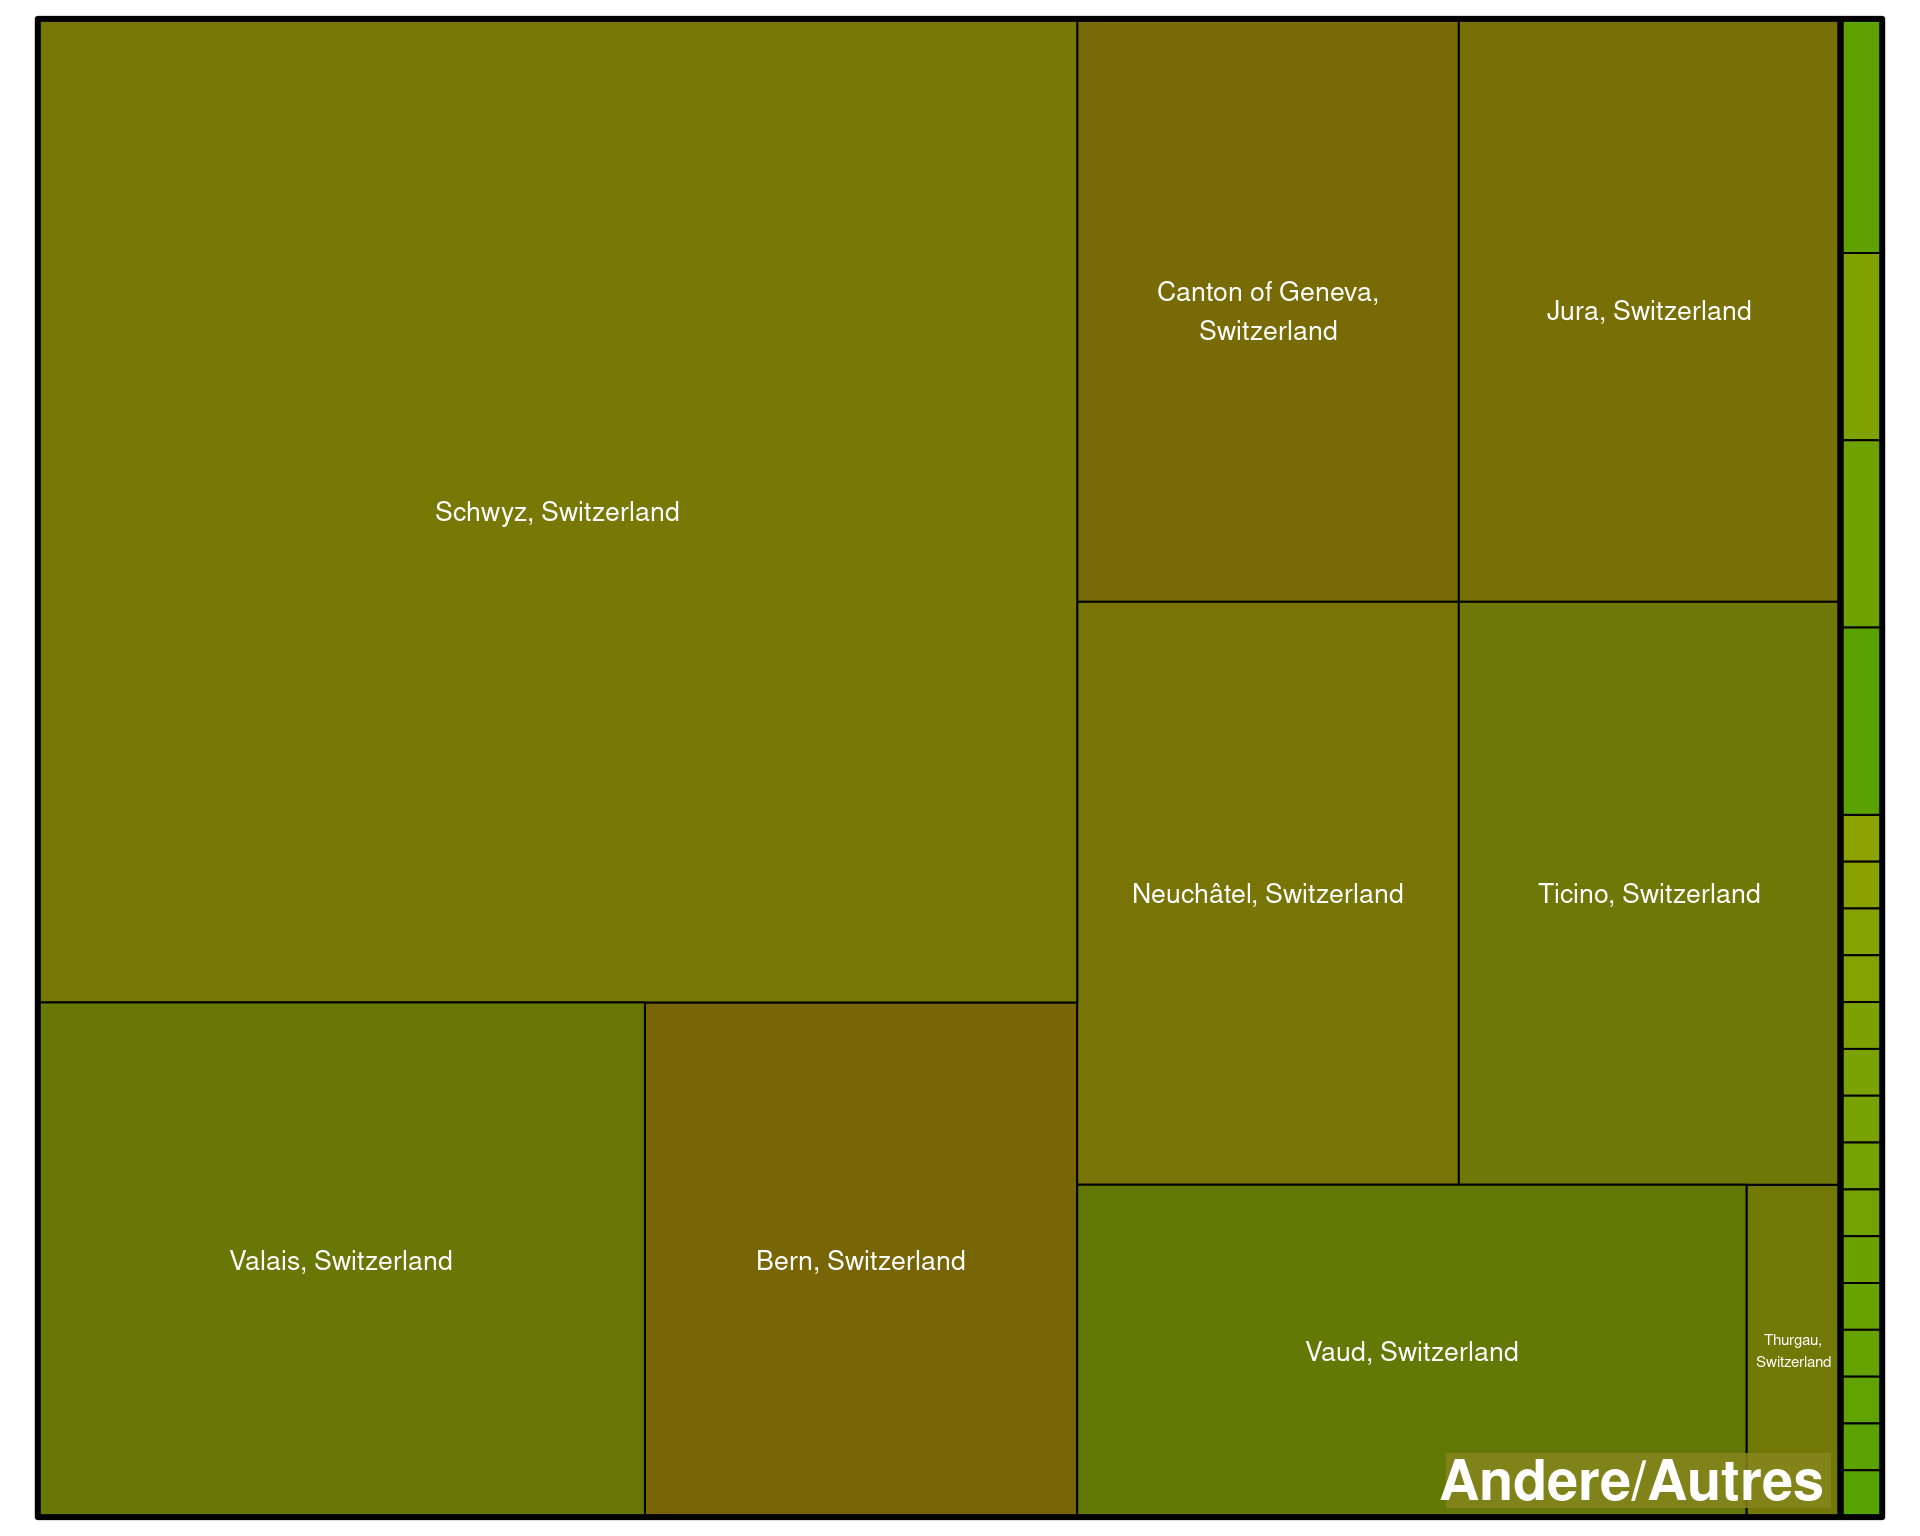 Schwyz, Switzerland
Canton of Geneva,
Switzerland
Jura, Switzerland
Neuchâtel, Switzerland
Ticino, Switzerland
Valais, Switzerland
Bern, Switzerland
Vaud, Switzerland
Thurgau,
Switzerland
Andere/Autres